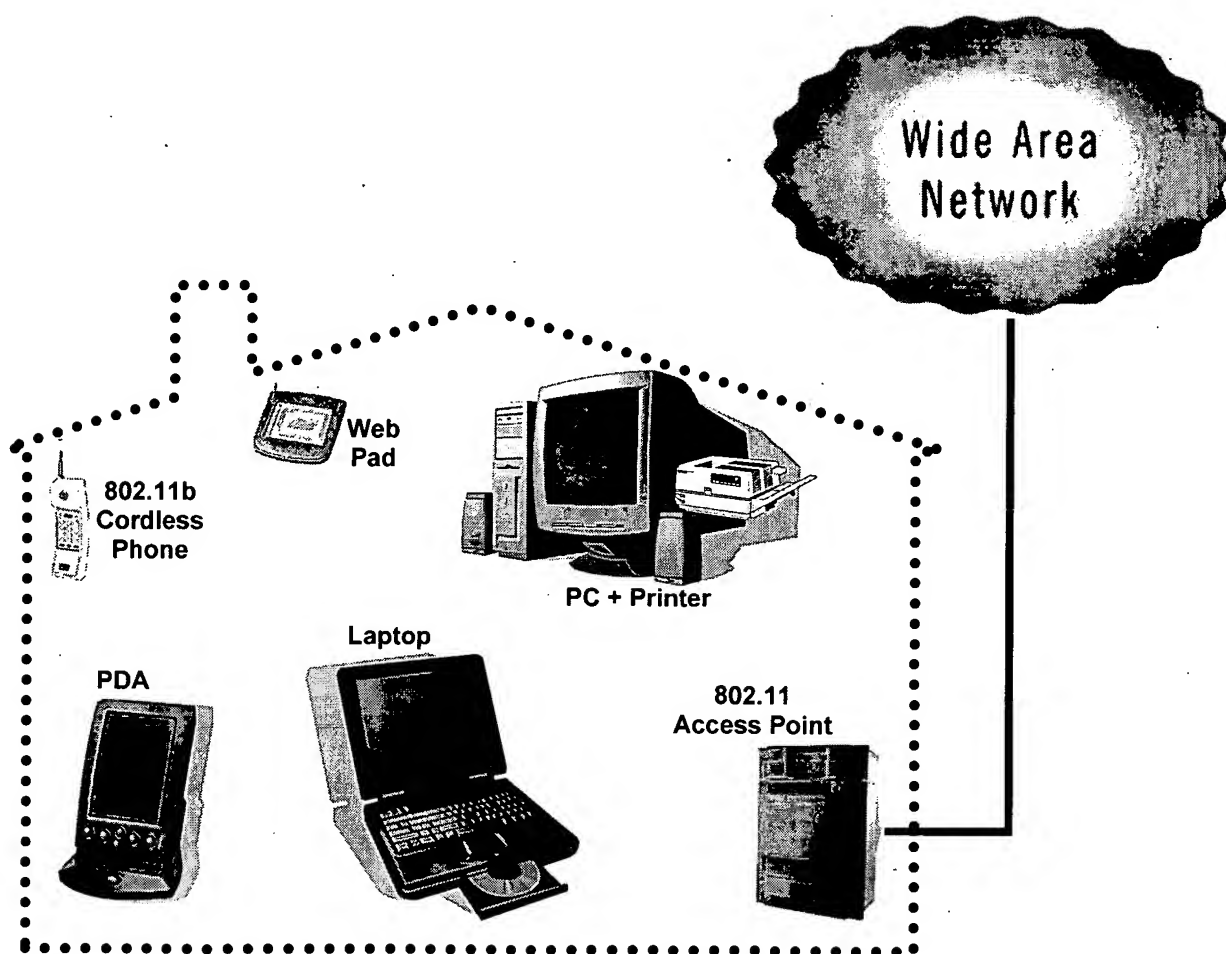 Wide Area
Network
Web
Pad
802.11b
Cordless
Phone
PC + Printer
Laptop
PDA
802.11
Access Point